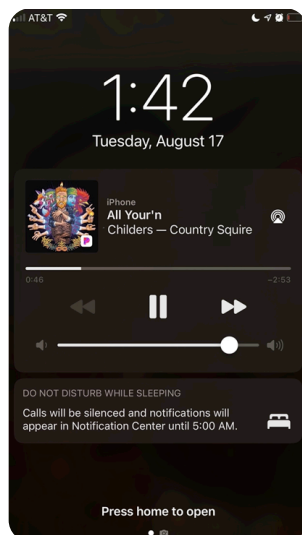 AT&T
1:42
Tuesday, August 17
iPhone
All Your'n
Childers — Country Squire
0:46
-2:53
DO NOT DISTURB WHILE SLEEPING
Calls will be silenced and notifications will
appear in Notification Center until 5:00 AM.
Press home to open